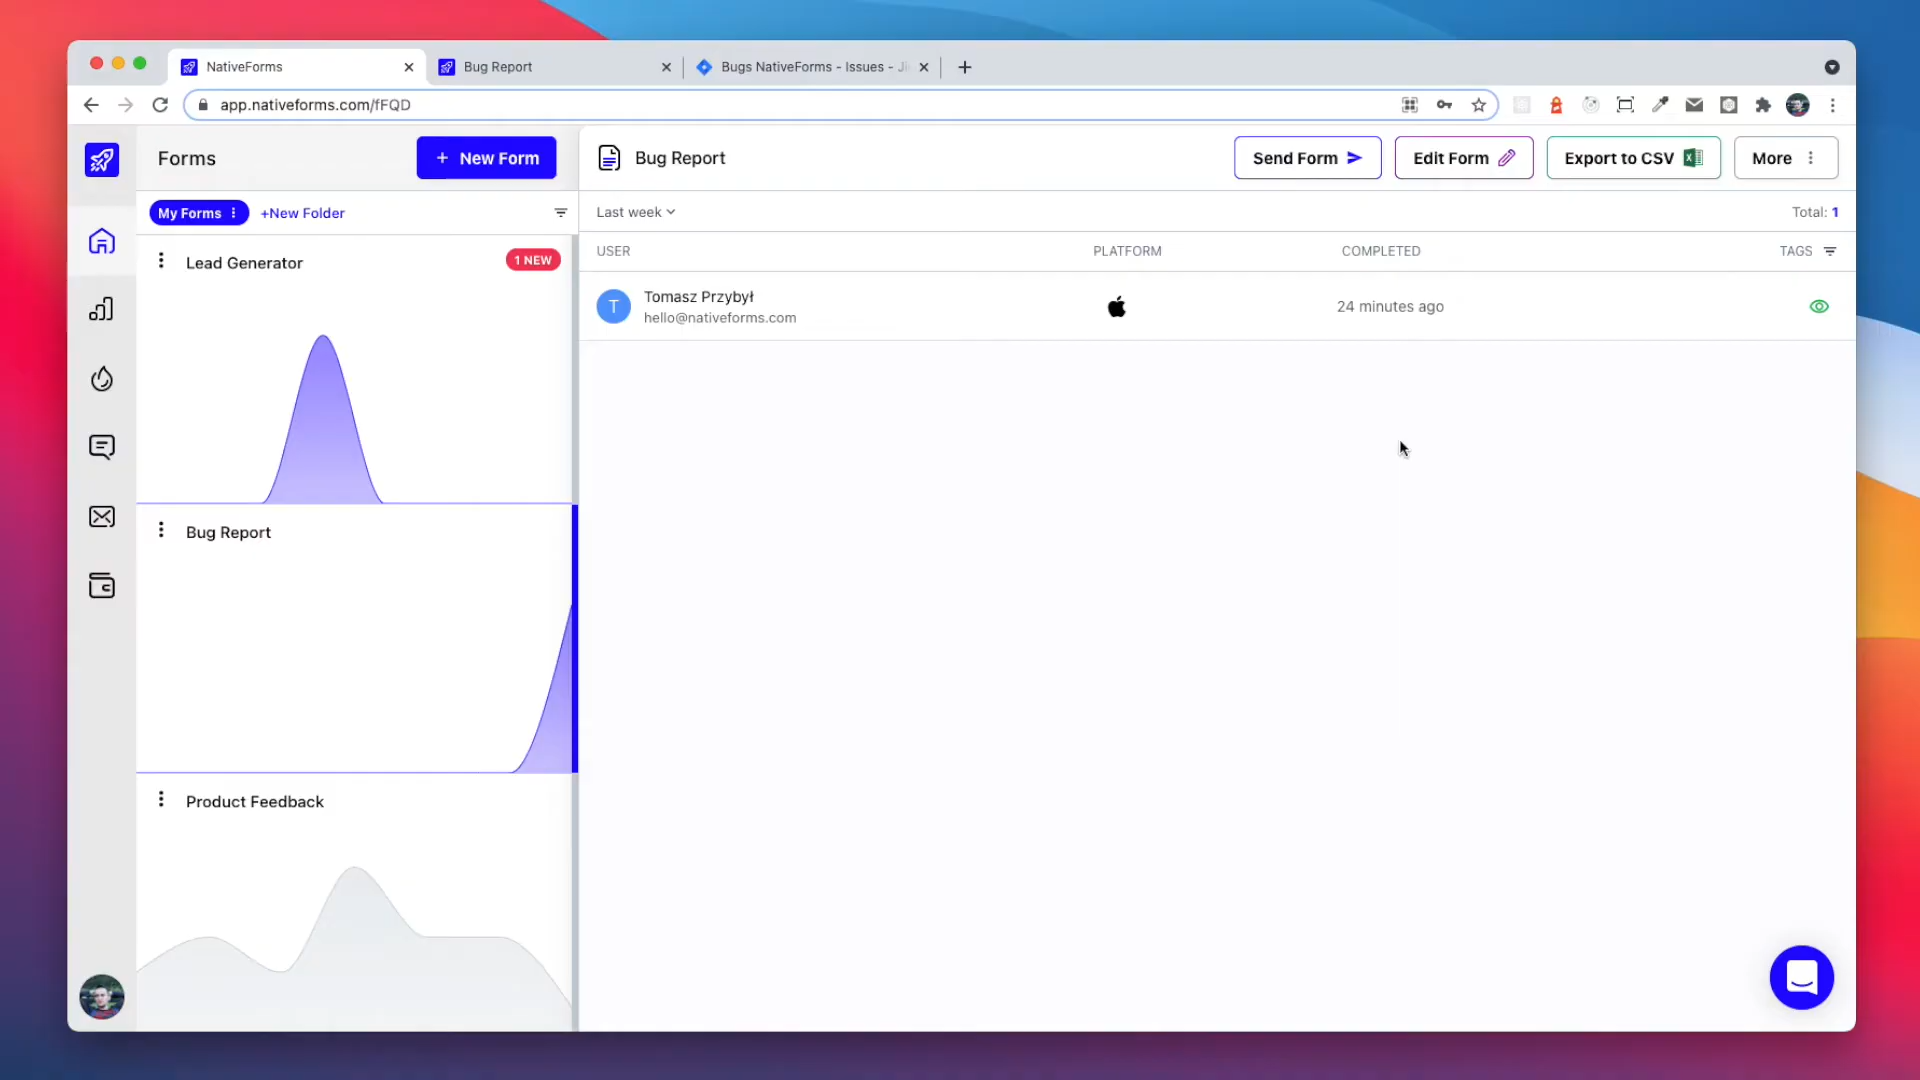 NativeForms
Bug Report
Bugs NativeForms - Issues - Ji
app.nativeforms.com/fFQD
Forms
+ New Form
Bug Report
Send Form
Edit Form
Export to CSV
More
My Forms
+New Folder
Last week
Total: 1
USER
PLATFORM
COMPLETED
TAGS
Lead Generator
1 NEW
T
Tomasz Przybył
hello@nativeforms.com
24 minutes ago
Bug Report
Product Feedback